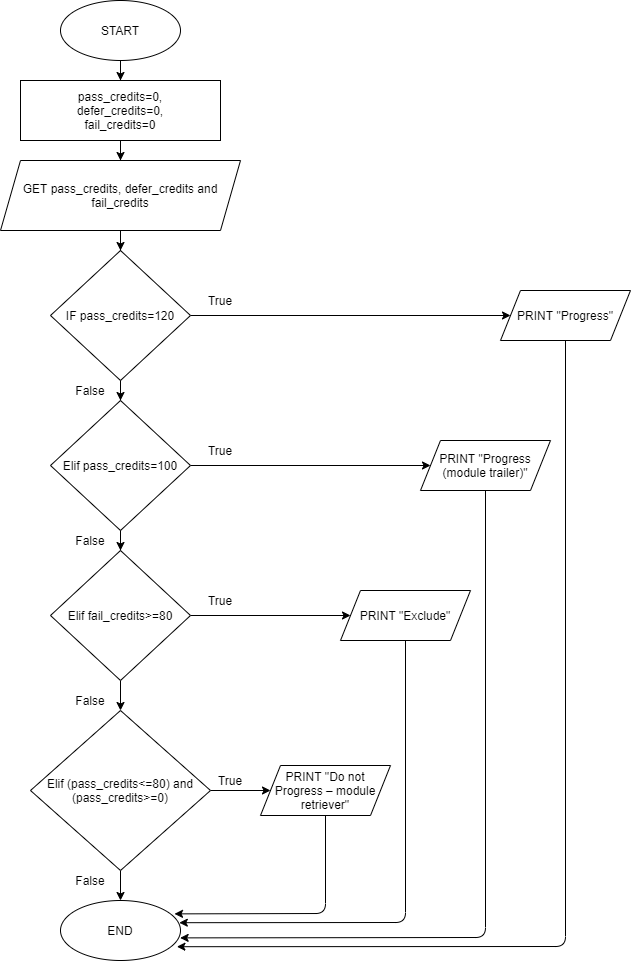 START
pass_credits=0,
defer_credits=0,
fail_credits=0
GET pass_credits, defer_credits and
fail_credits
IF pass_credits=120
True
PRINT "Progress"
False
Elif pass_credits=100
True
PRINT "Progress
(module trailer)"
False
Elif fail_credits>=80
True
PRINT "Exclude"
False
Elif (pass_credits<=80) and
(pass_credits>=0)
True
PRINT "Do not
Progress – module
retriever"
False
END